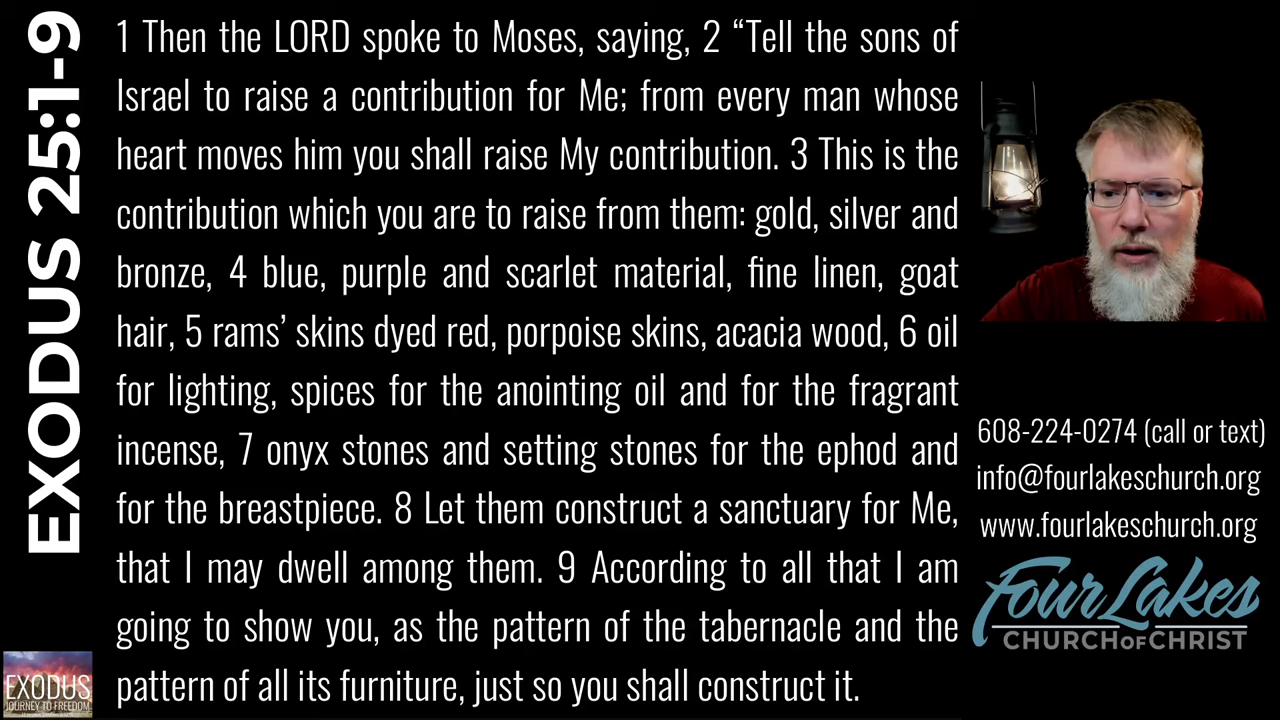 EXODUS 25:1-9
1 Then the LORD spoke to Moses, saying, 2 “Tell the sons of
Israel to raise a contribution for Me; from every man whose
heart moves him you shall raise My contribution. 3 This is the
contribution which you are to raise from them: gold, silver and
bronze, 4 blue, purple and scarlet material, fine linen, goat
hair, 5 rams’ skins dyed red, porpoise skins, acacia wood, 6 oil
for lighting, spices for the anointing oil and for the fragrant
incense, 7 onyx stones and setting stones for the ephod and
for the breastpiece. 8 Let them construct a sanctuary for Me,
that I may dwell among them. 9 According to all that I am
going to show you, as the pattern of the tabernacle and the
pattern of all its furniture, just so you shall construct it.
608-224-0274 (call or text)
info@fourlakeschurch.org
www.fourlakeschurch.org
Four Lakes
CHURCH OF CHRIST
EXODUS
JOURNEY TO FREEDOM